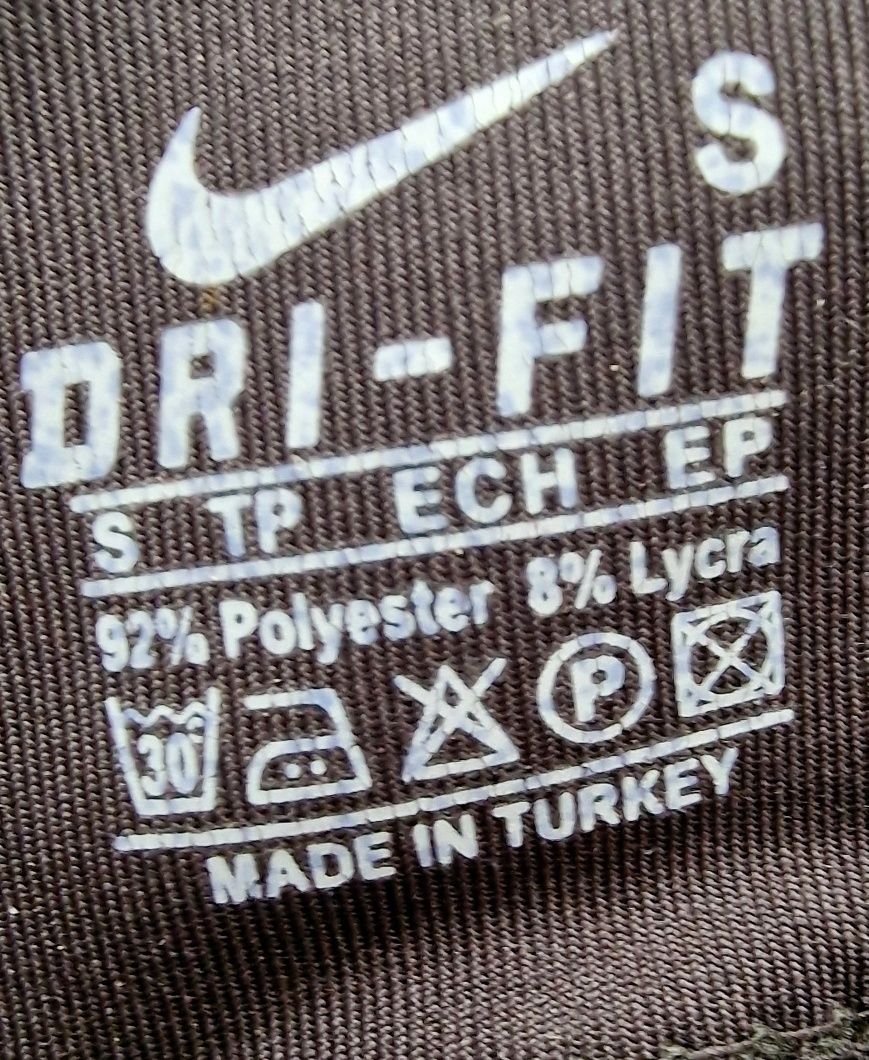 S
DRI-FIT
S TP ECH EP
92% Polyester 8% Lycra
30° P
MADE IN TURKEY